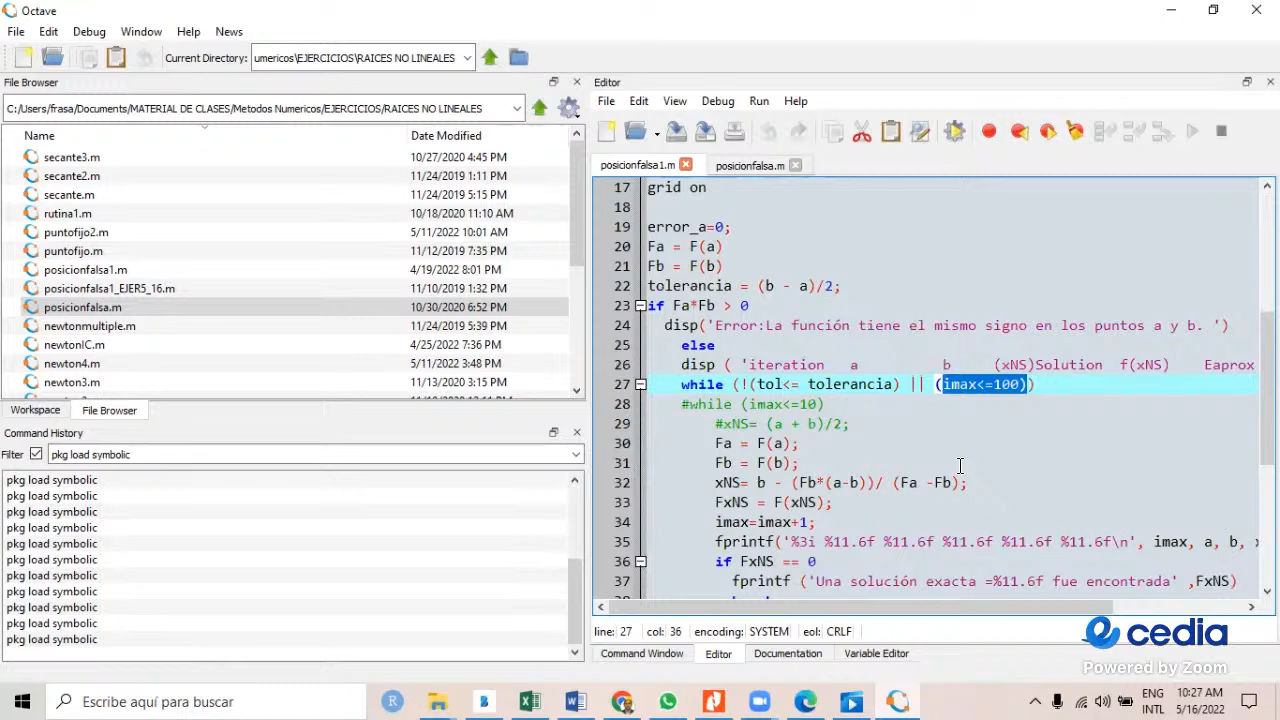 Octave
File Edit Debug Window Help News
Current Directory: umericos\EJERCICIOS\RAICES NO LINEALES
File Browser
C:/Users/frasa/Documents/MATERIAL DE CLASES/Metodos Numericos/EJERCICIOS/RAICES NO LINEALES
Name Date Modified
secante3.m 10/27/2020 4:45 PM
secante2.m 11/24/2019 1:11 PM
secante.m 11/24/2019 5:15 PM
rutina1.m 10/18/2020 11:10 AM
puntofijo2.m 5/11/2022 10:01 AM
puntofijo.m 11/12/2019 7:35 PM
posicionfalsa1.m 4/19/2022 8:01 PM
posicionfalsa1_EJER5_16.m 11/10/2019 1:32 PM
posicionfalsa.m 10/30/2020 6:52 PM
newtonmultiple.m 11/24/2019 5:39 PM
newtonIC.m 4/25/2022 7:36 PM
newton4.m 5/11/2022 3:48 PM
newton3.m 11/13/2019 5:15 PM
Workspace File Browser
Command History
Filter pkg load symbolic
pkg load symbolic
pkg load symbolic
pkg load symbolic
pkg load symbolic
pkg load symbolic
pkg load symbolic
pkg load symbolic
pkg load symbolic
pkg load symbolic
pkg load symbolic
pkg load symbolic
Editor
File Edit View Debug Run Help
posicionfalsa1.m posicionfalsa.m
17 grid on
18
19 error_a=0;
20 Fa = F(a)
21 Fb = F(b)
22 tolerancia = (b - a)/2;
23 if Fa*Fb > 0
24 disp('Error:La función tiene el mismo signo en los puntos a y b. ')
25 else
26 disp ( 'iteration a b (xNS)Solution f(xNS) Eaprox
27 while (!(tol<= tolerancia) || (imax<=100))
28 #while (imax<=10)
29 #xNS= (a + b)/2;
30 Fa = F(a);
31 Fb = F(b);
32 xNS= b - (Fb*(a-b))/ (Fa -Fb);
33 FxNS = F(xNS);
34 imax=imax+1;
35 fprintf('%3i %11.6f %11.6f %11.6f %11.6f %11.6f\n', imax, a, b, x
36 if FxNS == 0
37 fprintf ('Una solución exacta =%11.6f fue encontrada' ,FxNS)
line: 27 col: 36 encoding: SYSTEM eol: CRLF
Command Window Editor Documentation Variable Editor
cedia
Powered by Zoom
Escribe aquí para buscar
ENG
INTL
10:27 AM
5/16/2022